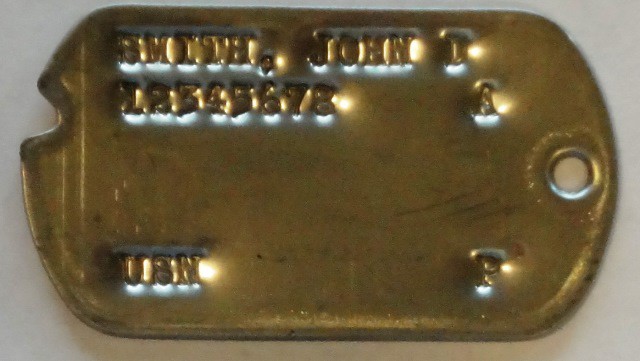 SMITH, JOHN D
12345678 A
USN P